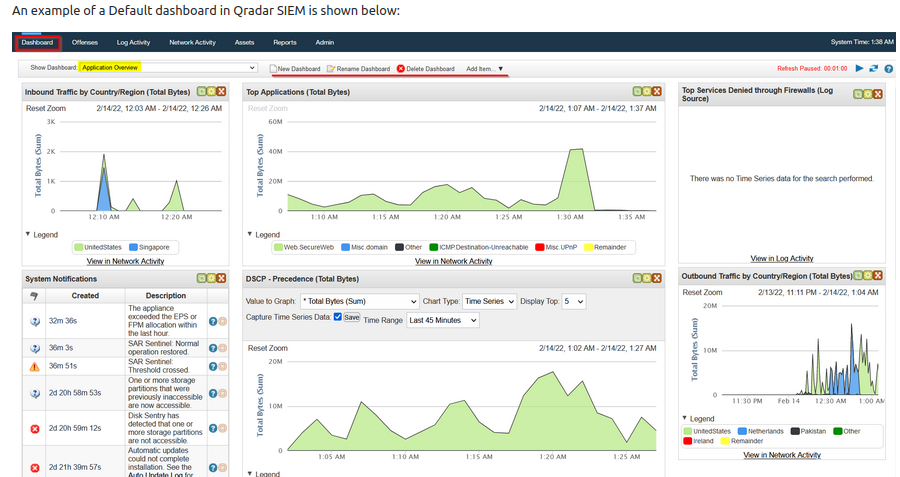 An example of a Default dashboard in Qradar SIEM is shown below:
Dashboard Offenses Log Activity Network Activity Assets Reports Admin System Time: 1:38 AM
Show Dashboard: Application Overview New Dashboard Rename Dashboard Delete Dashboard Add Item... Refresh Paused: 00:01:00
Inbound Traffic by Country/Region (Total Bytes)
Reset Zoom 2/14/22, 12:03 AM - 2/14/22, 12:26 AM
Total Bytes (Sum)
3K
2K
1K
0
12:10 AM 12:20 AM
Legend
UnitedStates Singapore
View in Network Activity
Top Applications (Total Bytes)
Reset Zoom 2/14/22, 1:07 AM - 2/14/22, 1:37 AM
Total Bytes (Sum)
60M
40M
20M
0
1:10 AM 1:15 AM 1:20 AM 1:25 AM 1:30 AM 1:35 AM
Legend
Web.SecureWeb Misc.domain Other ICMP.Destination-Unreachable Misc.UPnP Remainder
View in Network Activity
Top Services Denied through Firewalls (Log
Source)
There was no Time Series data for the search performed.
View in Log Activity
System Notifications
Created Description
32m 36s
The appliance
exceeded the EPS or
FPM allocation within
the last hour.
36m 3s
SAR Sentinel: Normal
operation restored.
36m 51s
SAR Sentinel:
Threshold crossed.
2d 20h 58m 53s
One or more storage
partitions that were
previously inaccessible
are now accessible.
2d 20h 59m 12s
Disk Sentry has
detected that one or
more storage partitions
are not accessible.
2d 21h 39m 57s
Automatic updates
could not complete
installation. See the
Auto Update Log for
DSCP - Precedence (Total Bytes)
Value to Graph: * Total Bytes (Sum) Chart Type: Time Series Display Top: 5
Capture Time Series Data: Save Time Range Last 45 Minutes
Reset Zoom 2/14/22, 1:02 AM - 2/14/22, 1:27 AM
Total Bytes (Sum)
20M
10M
0
1:05 AM 1:10 AM 1:15 AM 1:20 AM 1:25 AM
Legend
Outbound Traffic by Country/Region (Total Bytes)
Reset Zoom 2/13/22, 11:11 PM - 2/14/22, 1:04 AM
Total Bytes (Sum)
20M
10M
0
11:30 PM Feb 14 12:30 AM 1:00 AM
Legend
UnitedStates Netherlands Pakistan Other
Ireland Remainder
View in Network Activity